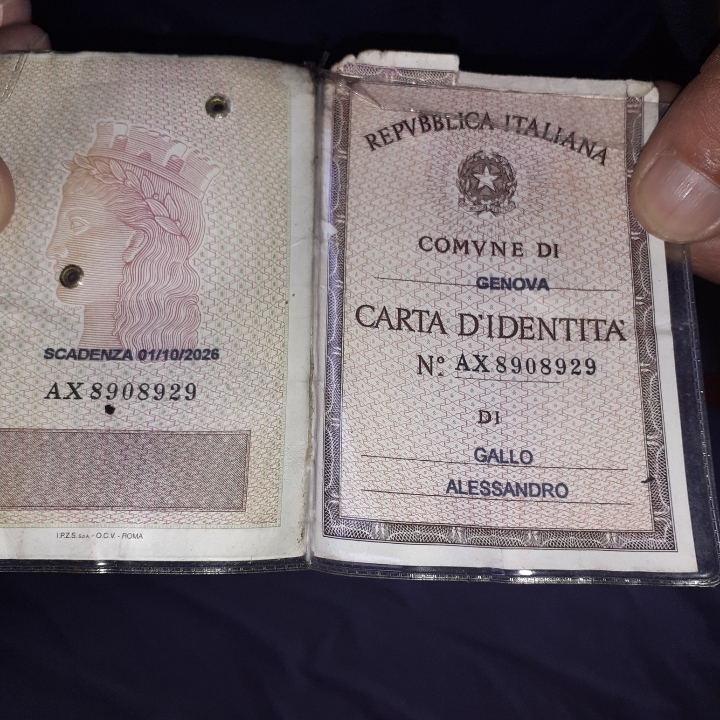 SCADENZA 01/10/2026
AX 8908929
I.P.Z.S. S.p.A. - O.C.V. - ROMA
REPVBBLICA ITALIANA
COMVNE DI
GENOVA
CARTA D'IDENTITA'
N° AX 8908929
DI
GALLO
ALESSANDRO